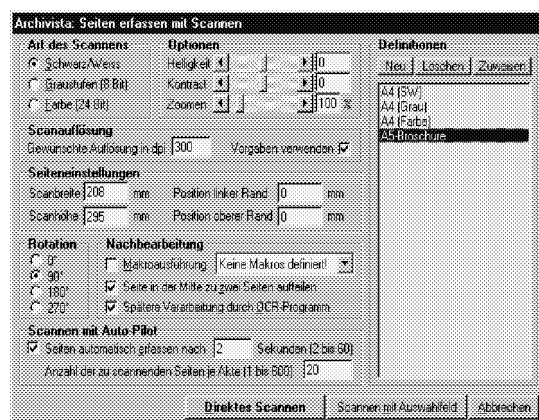 Archivista: Seiten erfassen mit Scannen
Art des Scannens
Schwarz/Weiss
Graustufen (8 Bit)
Farbe (24 Bit)
Optionen
Helligkeit 0
Kontrast 0
Zoomen 100 %
Scanauflösung
Gewünschte Auflösung in dpi 300 Vorgaben verwenden
Seiteneinstellungen
Scanbreite 208 mm Position linker Rand 0 mm
Scanhöhe 295 mm Position oberer Rand 0 mm
Rotation
0°
90°
180°
270°
Nachbearbeitung
Makroausführung Keine Makros definiert!
Seite in der Mitte zu zwei Seiten aufteilen
Spätere Verarbeitung durch OCR-Programm
Scannen mit Auto-Pilot
Seiten automatisch erfassen nach 2 Sekunden (2 bis 60)
Anzahl der zu scannenden Seiten je Akte (1 bis 800) 20
Definitionen
Neu Löschen Zuweisen
A4 (SW)
A4 (Grau)
A4 (Farbe)
A5-Broschüre
Direktes Scannen Scannen mit Auswahlfeld Abbrechen